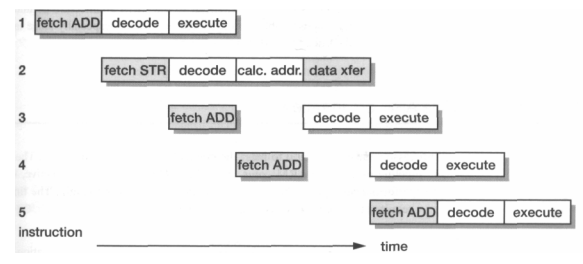 1 fetch ADD decode execute
2 fetch STR decode calc. addr. data xfer
3 fetch ADD decode execute
4 fetch ADD decode execute
5 fetch ADD decode execute
instruction
time